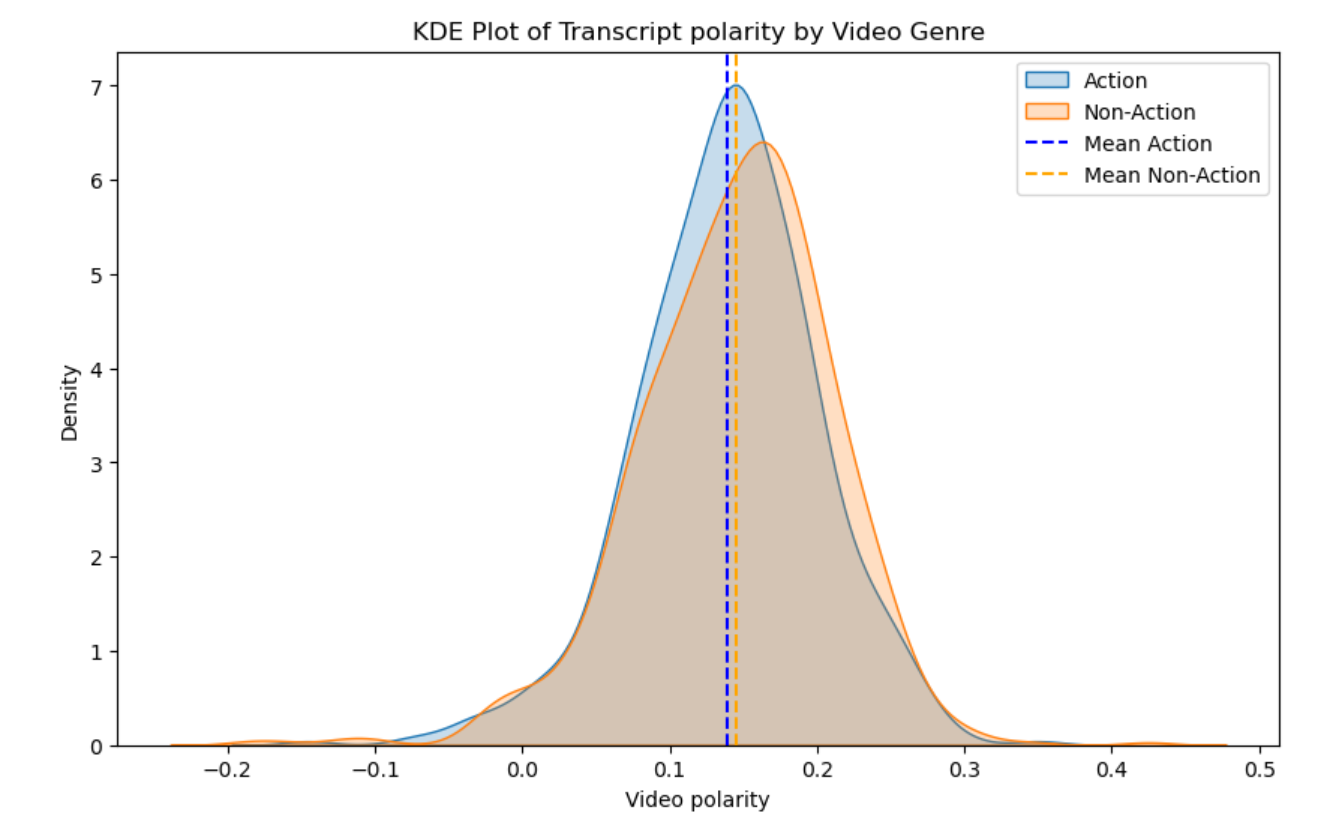 KDE Plot of Transcript polarity by Video Genre
Action
Non-Action
Mean Action
Mean Non-Action
7
6
5
4
3
2
1
0
Density
−0.2 −0.1 0.0 0.1 0.2 0.3 0.4 0.5
Video polarity